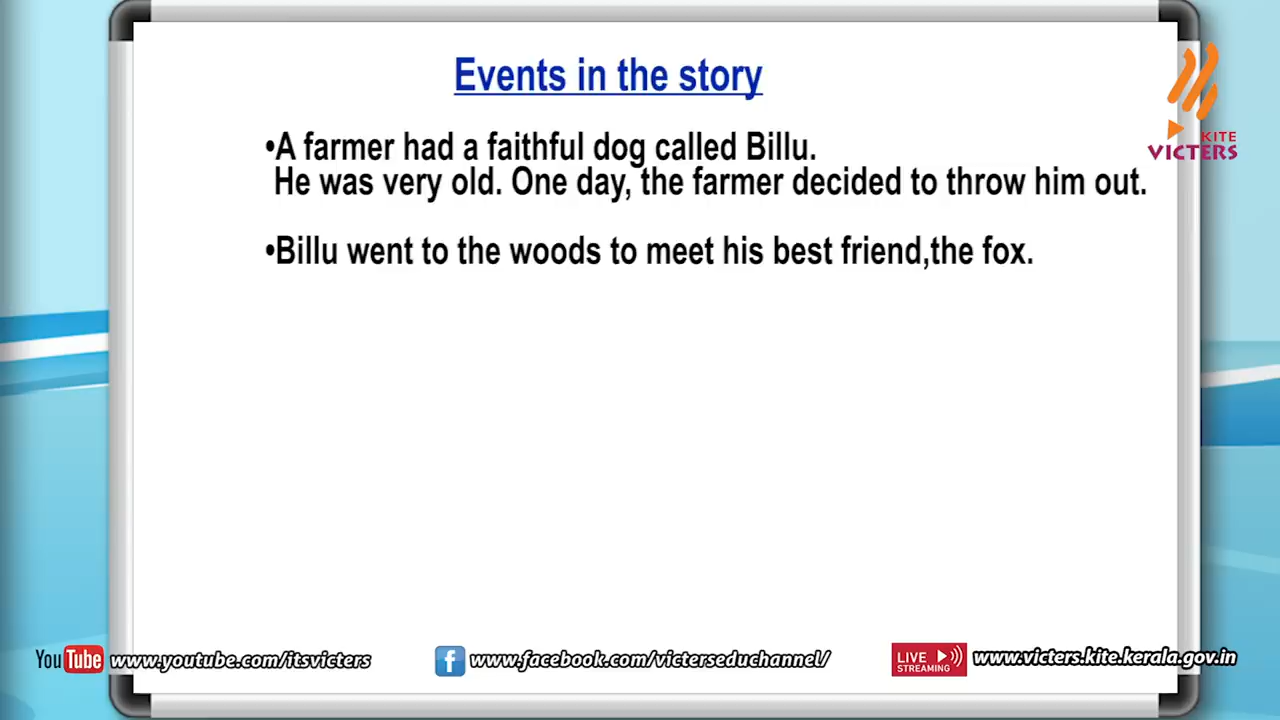 Events in the story
•A farmer had a faithful dog called Billu.
He was very old. One day, the farmer decided to throw him out.
•Billu went to the woods to meet his best friend,the fox.
KITE
VICTERS
YouTube www.youtube.com/itsvicters
f www.facebook.com/victerseduchannel/
LIVE
STREAMING
www.victers.kite.kerala.gov.in